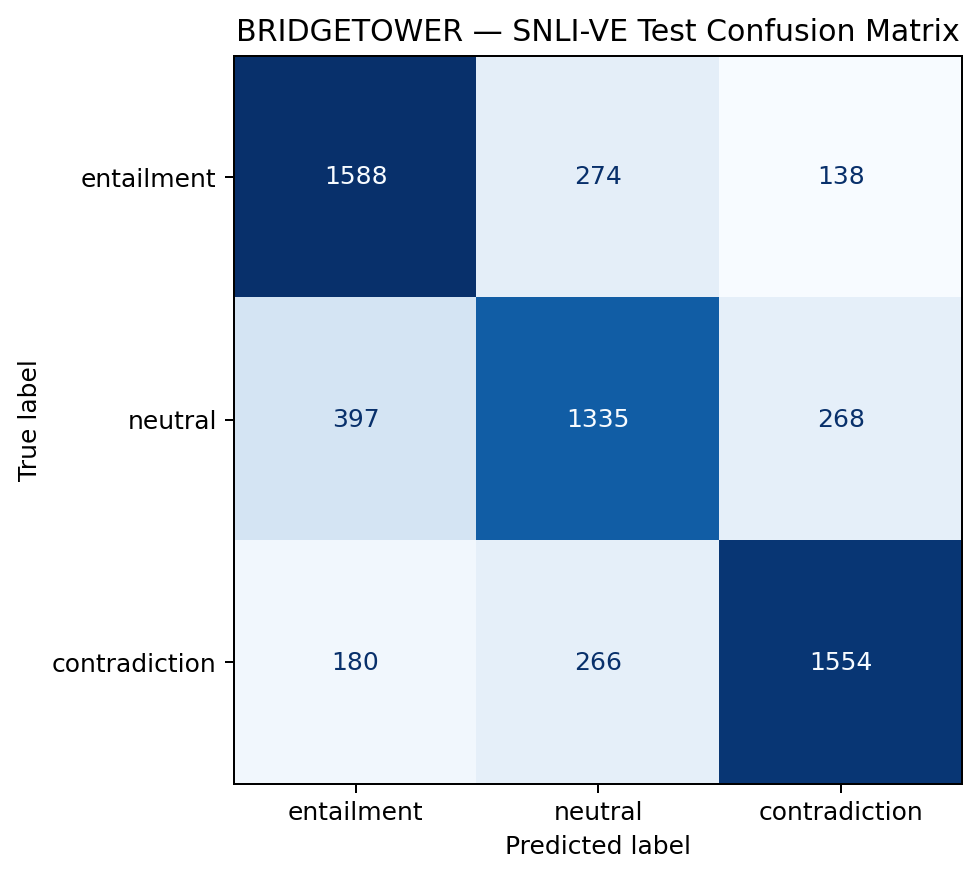 BRIDGETOWER — SNLI-VE Test Confusion Matrix
True label
entailment 1588 274 138
neutral 397 1335 268
contradiction 180 266 1554
entailment neutral contradiction
Predicted label